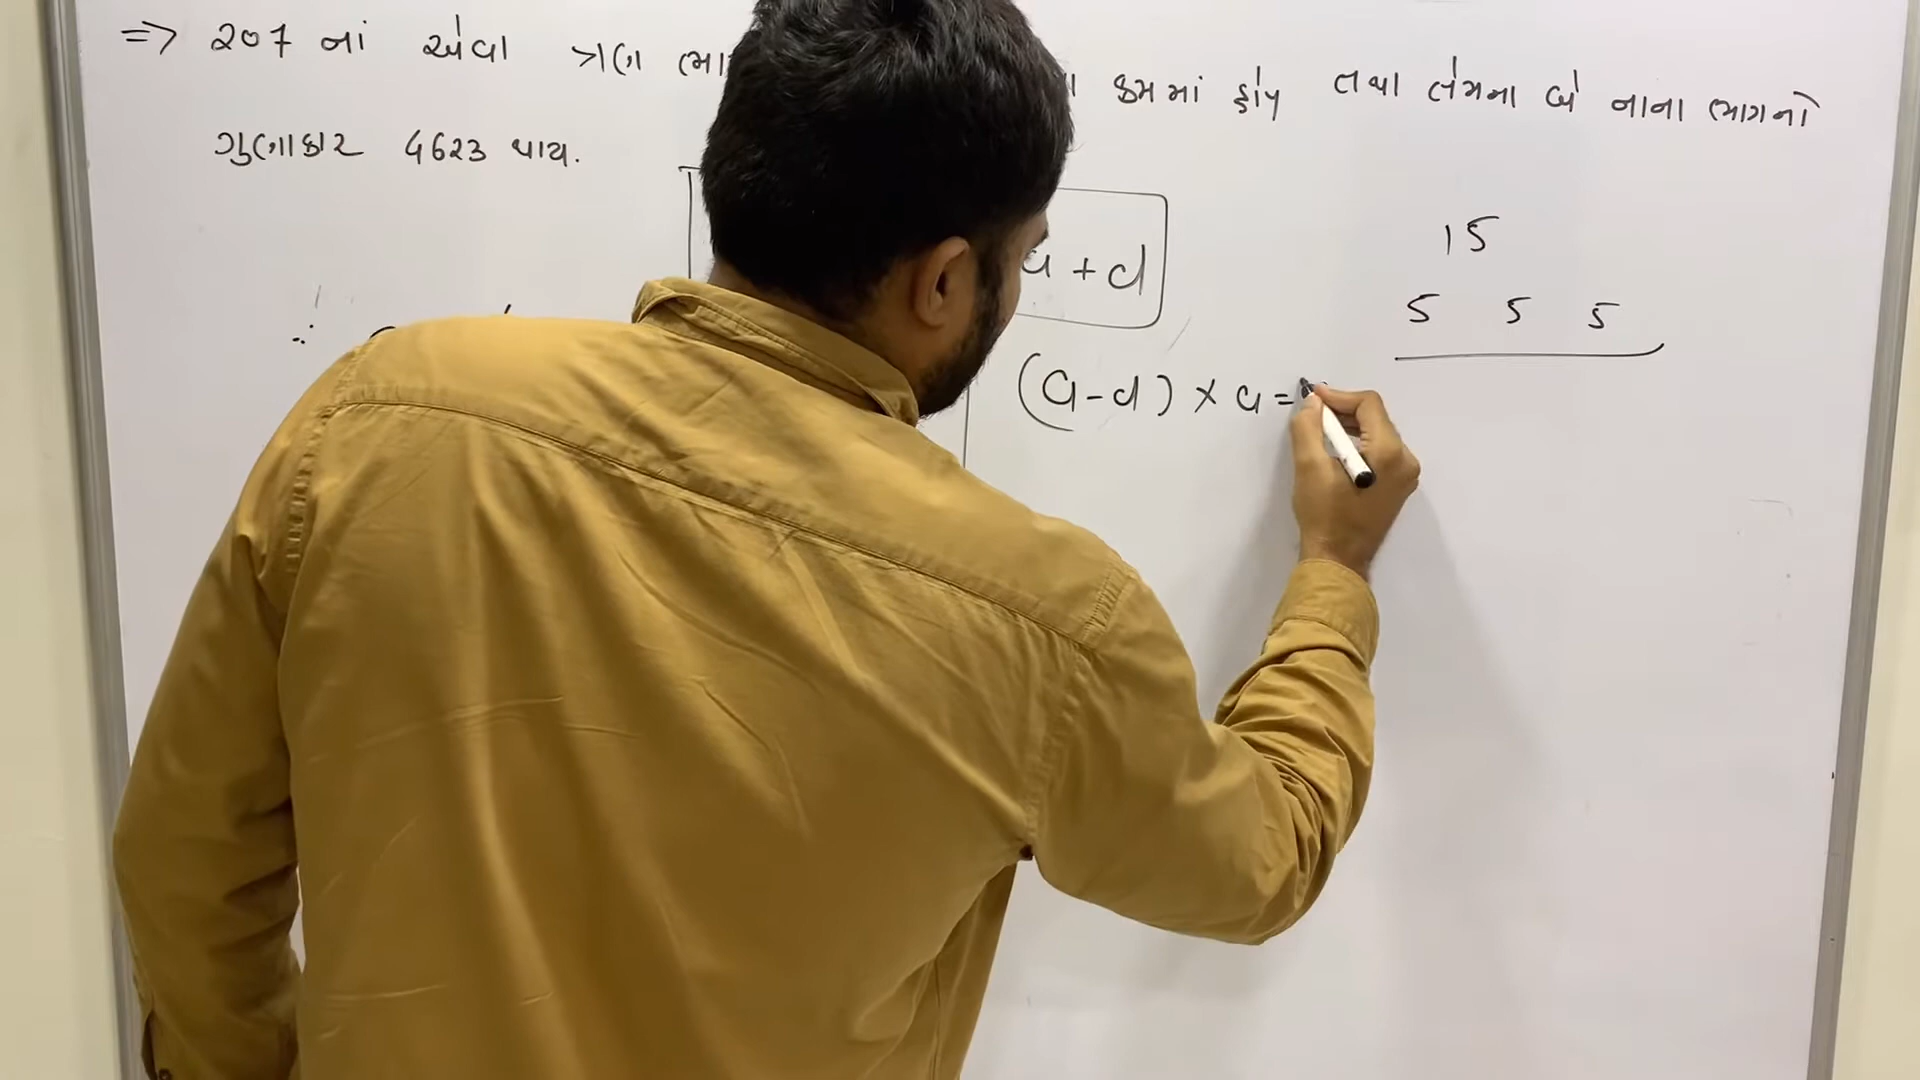 => 207 નાં એવા ત્રણ ભા ક્રમમાં હોય તથા તેમના બે નાના ભાગનો
ગુણાકાર 4623 થાય.
a + d
15
5 5 5
(a-d) × a =